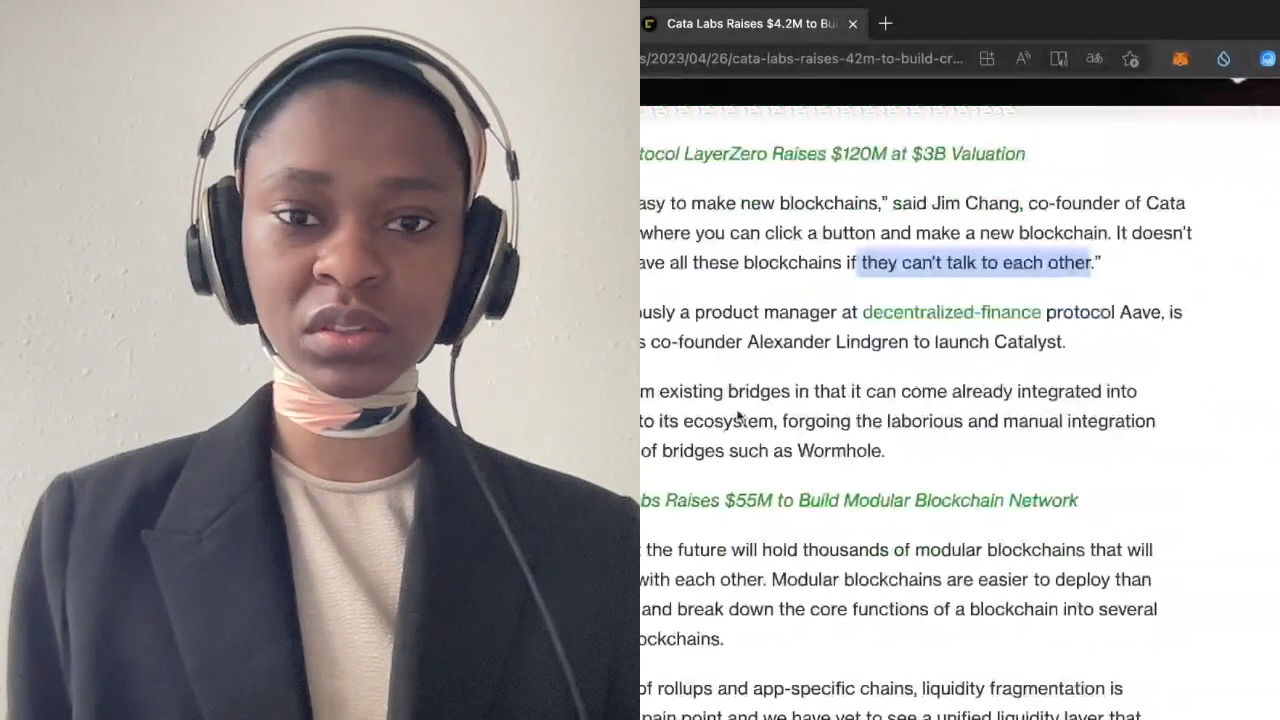 Cata Labs Raises $4.2M to Bu
s/2023/04/26/cata-labs-raises-42m-to-build-cr...
tocol LayerZero Raises $120M at $3B Valuation
asy to make new blockchains,” said Jim Chang, co-founder of Cata
where you can click a button and make a new blockchain. It doesn't
ave all these blockchains if they can't talk to each other.”
usly a product manager at decentralized-finance protocol Aave, is
s co-founder Alexander Lindgren to launch Catalyst.
m existing bridges in that it can come already integrated into
to its ecosystem, forgoing the laborious and manual integration
of bridges such as Wormhole.
bs Raises $55M to Build Modular Blockchain Network
the future will hold thousands of modular blockchains that will
with each other. Modular blockchains are easier to deploy than
and break down the core functions of a blockchain into several
ockchains.
of rollups and app-specific chains, liquidity fragmentation is
pain point and we have yet to see a unified liquidity layer that